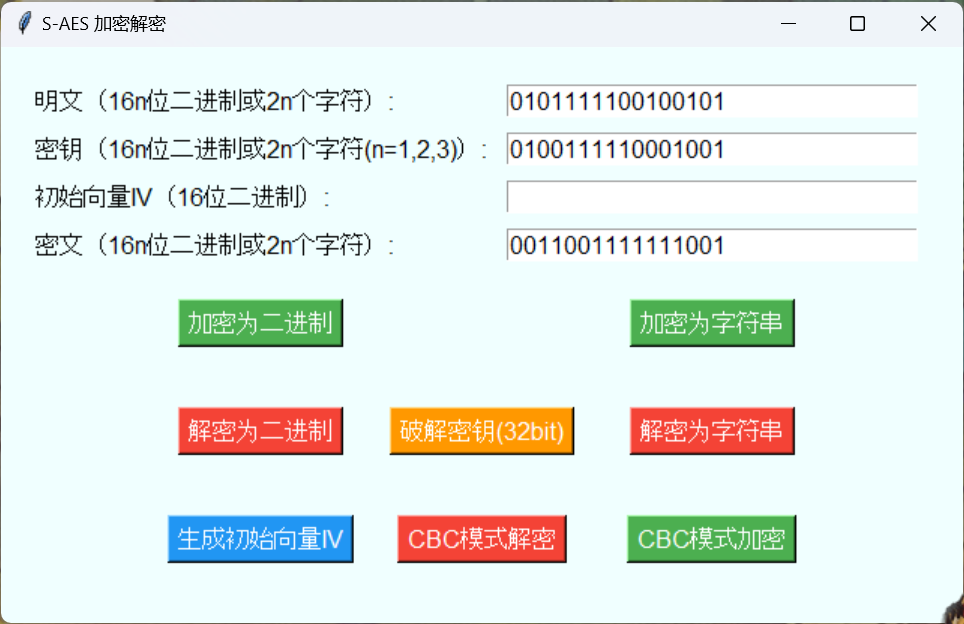 S-AES 加密解密
明文（16n位二进制或2n个字符）： 0101111100100101
密钥（16n位二进制或2n个字符(n=1,2,3)）： 0100111110001001
初始向量IV（16位二进制）：
密文（16n位二进制或2n个字符）： 0011001111111001
加密为二进制 加密为字符串
解密为二进制 破解密钥(32bit) 解密为字符串
生成初始向量IV CBC模式解密 CBC模式加密